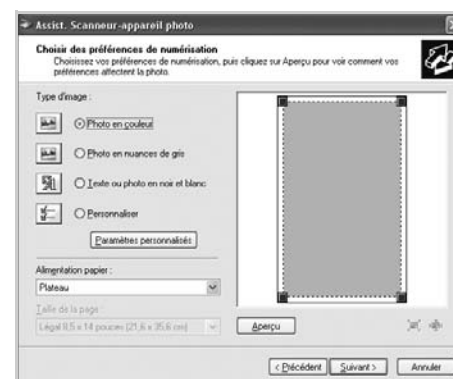 Assist. Scanneur-appareil photo
Choisir des préférences de numérisation
Choisissez vos préférences de numérisation, puis cliquez sur Aperçu pour voir comment vos
préférences affectent la photo.
Type d'image :
Photo en couleur
Photo en nuances de gris
Texte ou photo en noir et blanc
Personnaliser
Paramètres personnalisés
Alimentation papier :
Plateau
Taille de la page :
Légal 8,5 x 14 pouces (21,6 x 35,6 cm)
Aperçu
< Précédent
Suivant >
Annuler